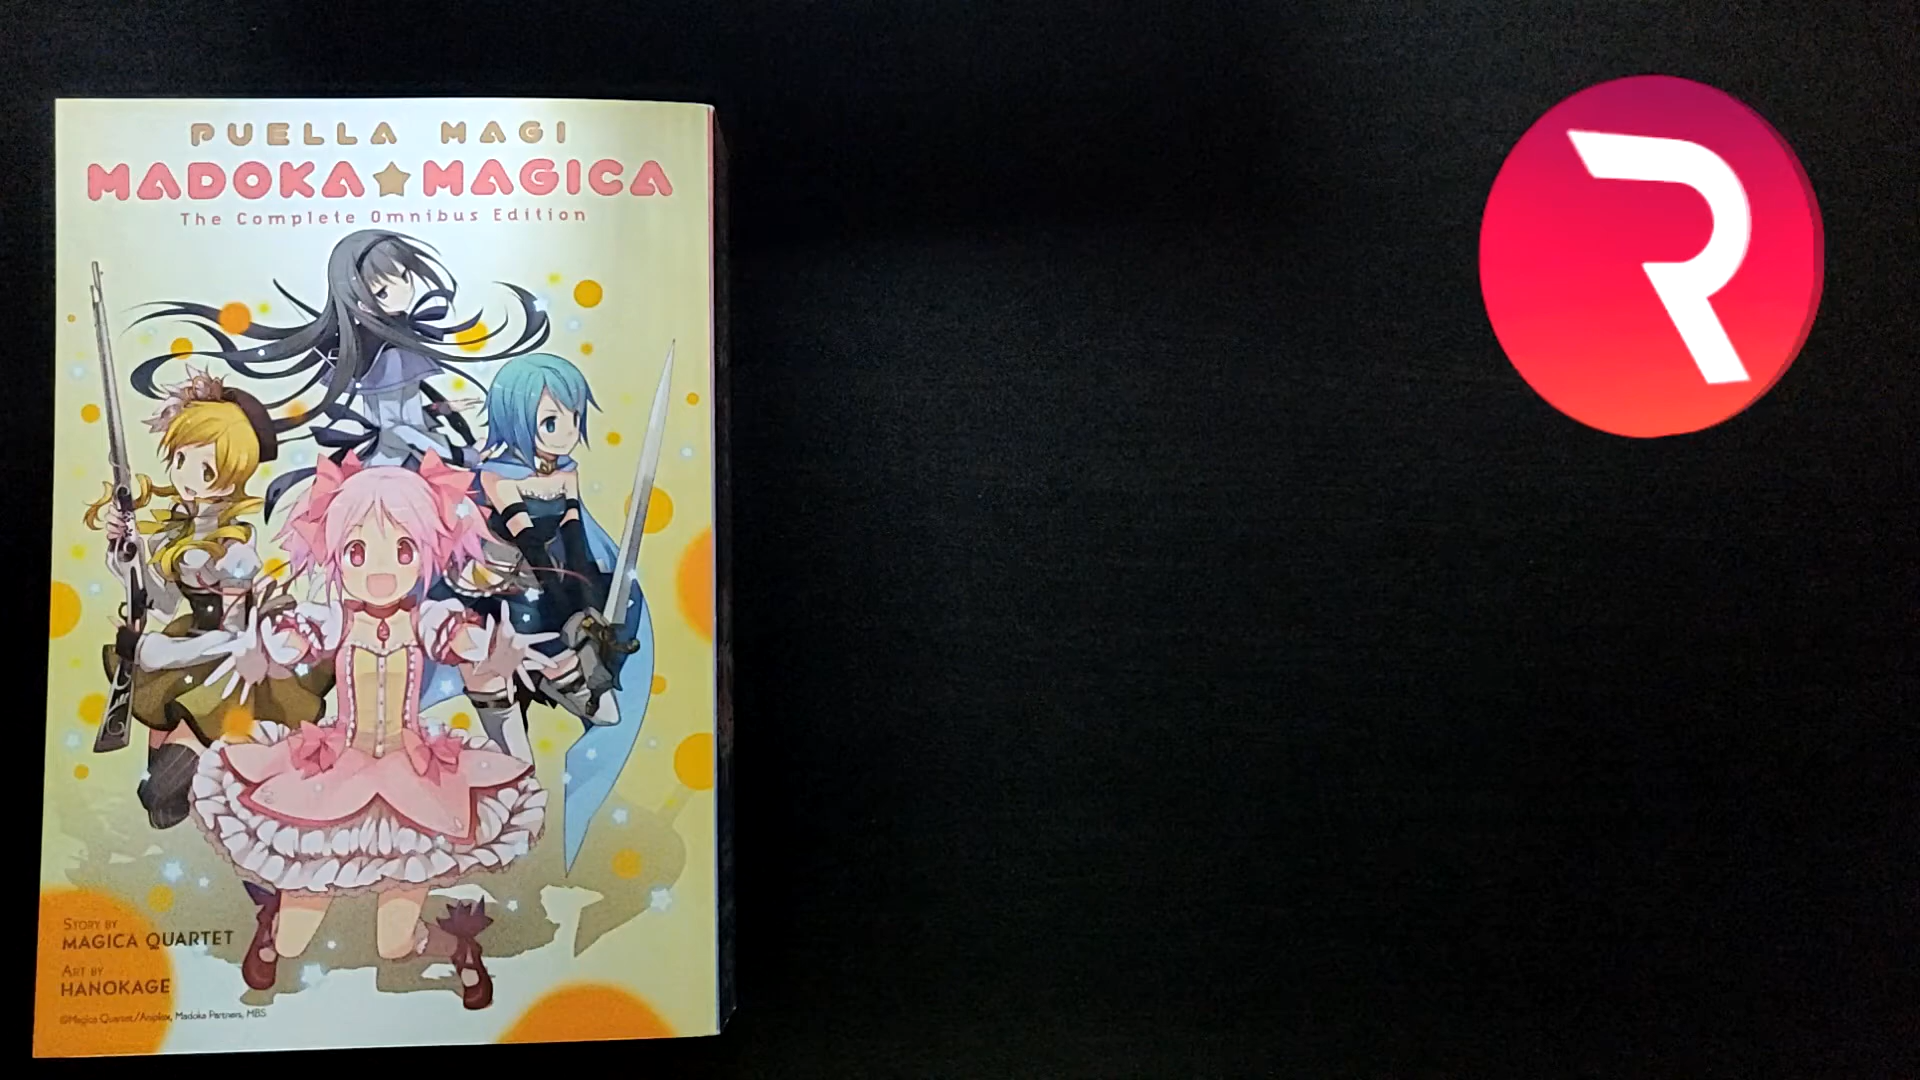 PUELLA MAGI
MADOKA★MAGICA
The Complete Omnibus Edition
STORY BY
MAGICA QUARTET
ART BY
HANOKAGE
©Magica Quartet/Aniplex, Madoka Partners, MBS
R